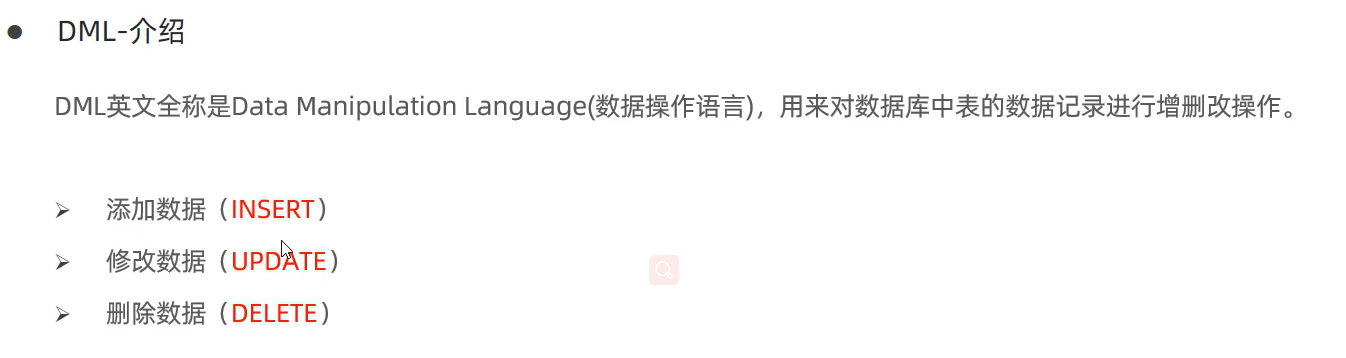 DML-介绍
DML英文全称是Data Manipulation Language(数据操作语言)，用来对数据库中表的数据记录进行增删改操作。
添加数据（INSERT）
修改数据（UPDATE）
删除数据（DELETE）